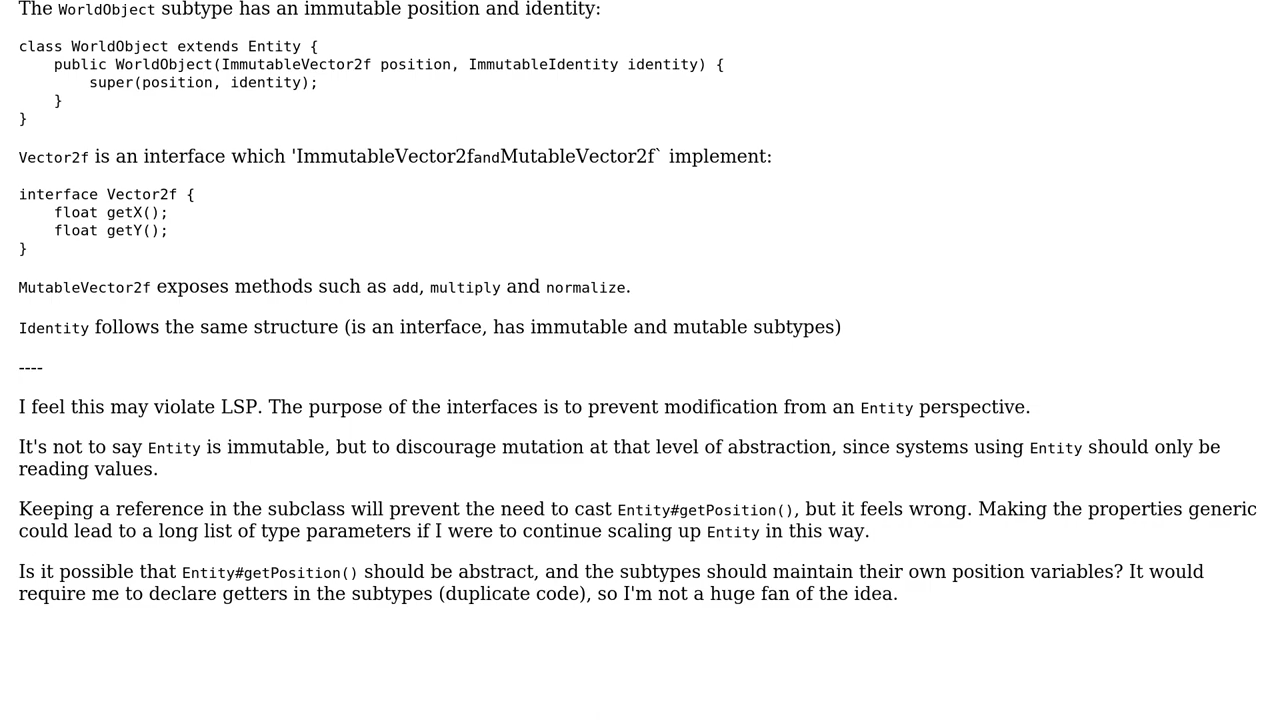 The WorldObject subtype has an immutable position and identity:
class WorldObject extends Entity {
    public WorldObject(ImmutableVector2f position, ImmutableIdentity identity) {
        super(position, identity);
    }
}
Vector2f is an interface which 'ImmutableVector2fandMutableVector2f` implement:
interface Vector2f {
    float getX();
    float getY();
}
MutableVector2f exposes methods such as add, multiply and normalize.
Identity follows the same structure (is an interface, has immutable and mutable subtypes)
----
I feel this may violate LSP. The purpose of the interfaces is to prevent modification from an Entity perspective.
It's not to say Entity is immutable, but to discourage mutation at that level of abstraction, since systems using Entity should only be
reading values.
Keeping a reference in the subclass will prevent the need to cast Entity#getPosition(), but it feels wrong. Making the properties generic
could lead to a long list of type parameters if I were to continue scaling up Entity in this way.
Is it possible that Entity#getPosition() should be abstract, and the subtypes should maintain their own position variables? It would
require me to declare getters in the subtypes (duplicate code), so I'm not a huge fan of the idea.